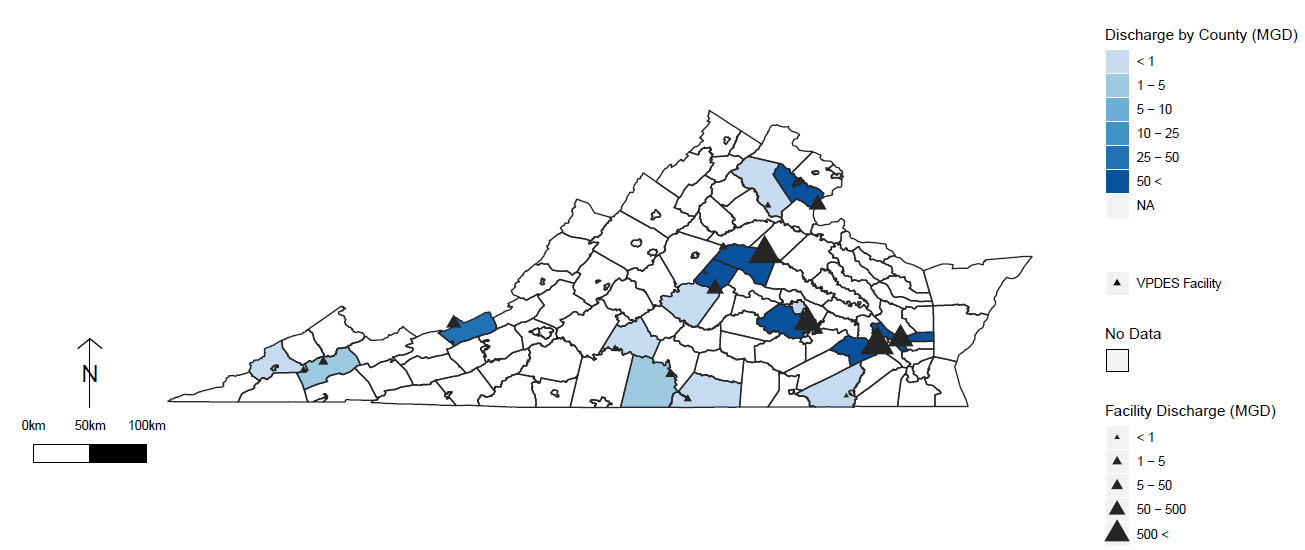 Discharge by County (MGD)
< 1
1 – 5
5 – 10
10 – 25
25 – 50
50 <
NA
VPDES Facility
No Data
Facility Discharge (MGD)
< 1
1 – 5
5 – 50
50 – 500
500 <
N
0km 50km 100km